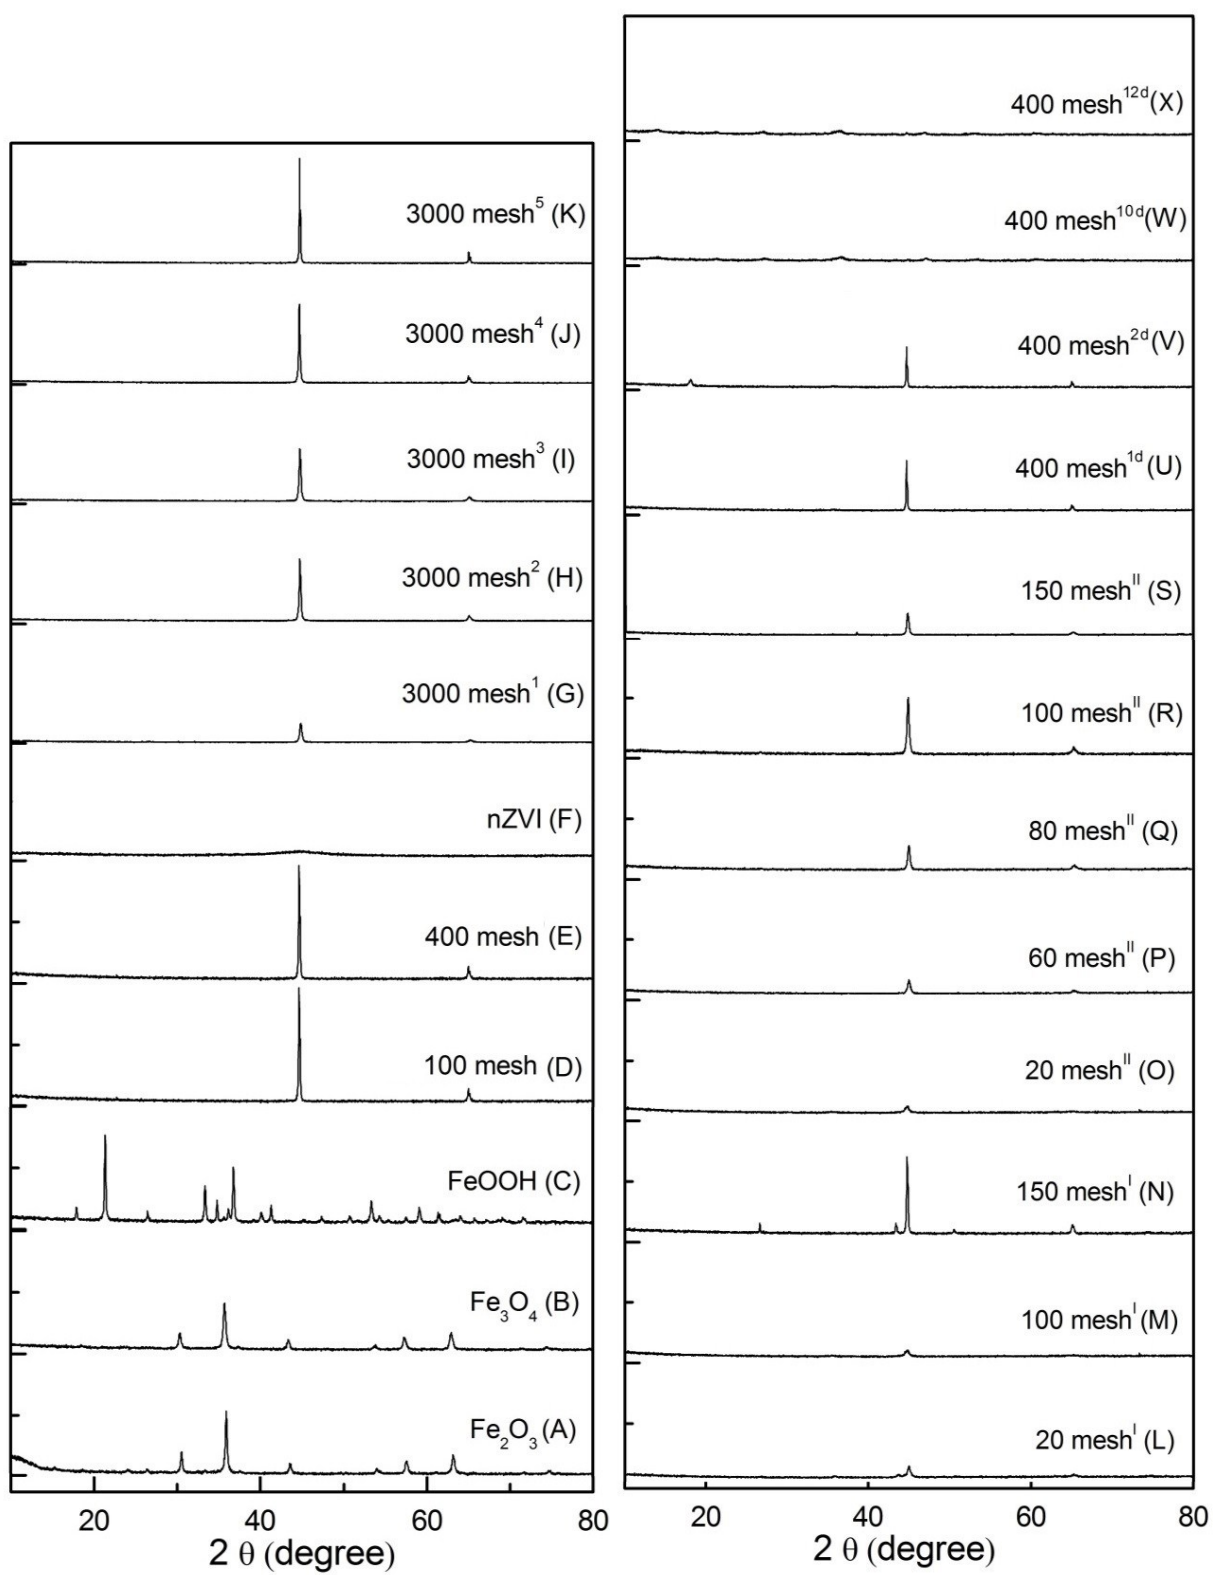 3000 mesh⁵ (K)
3000 mesh⁴ (J)
3000 mesh³ (I)
3000 mesh² (H)
3000 mesh¹ (G)
nZVI (F)
400 mesh (E)
100 mesh (D)
FeOOH (C)
Fe₃O₄ (B)
Fe₂O₃ (A)
20 40 60 80
2 θ (degree)
400 mesh¹²ᵈ(X)
400 mesh¹⁰ᵈ(W)
400 mesh²ᵈ(V)
400 mesh¹ᵈ(U)
150 meshᴵᴵ (S)
100 meshᴵᴵ (R)
80 meshᴵᴵ (Q)
60 meshᴵᴵ (P)
20 meshᴵᴵ (O)
150 meshᴵ (N)
100 meshᴵ (M)
20 meshᴵ (L)
20 40 60 80
2 θ (degree)